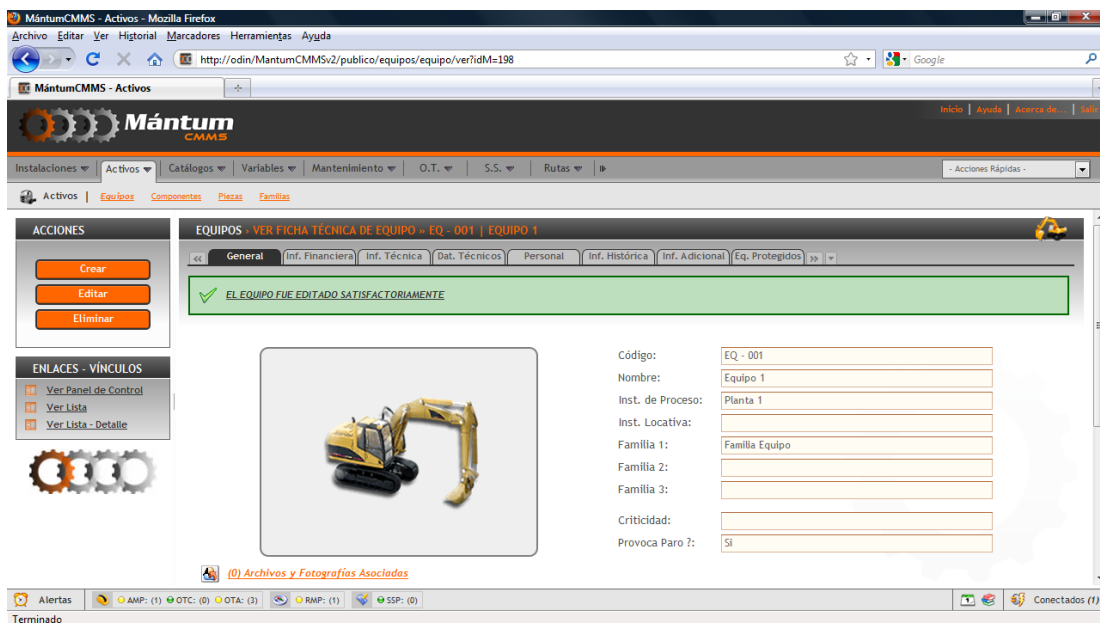 MántumCMMS - Activos - Mozilla Firefox
Archivo Editar Ver Historial Marcadores Herramientas Ayuda
http://odin/MantumCMMSv2/publico/equipos/equipo/ver?idM=198
Google
MántumCMMS - Activos
Mántum
CMMS
Inicio | Ayuda | Acerca de... | Salir
Instalaciones | Activos | Catálogos | Variables | Mantenimiento | O.T. | S.S. | Rutas
- Acciones Rápidas -
Activos | Equipos Componentes Piezas Familias
ACCIONES
Crear
Editar
Eliminar
ENLACES - VÍNCULOS
Ver Panel de Control
Ver Lista
Ver Lista - Detalle
EQUIPOS » VER FICHA TÉCNICA DE EQUIPO » EQ - 001 | EQUIPO 1
General Inf. Financiera Inf. Técnica Dat. Técnicos Personal Inf. Histórica Inf. Adicional Eq. Protegidos
EL EQUIPO FUE EDITADO SATISFACTORIAMENTE
Código: EQ - 001
Nombre: Equipo 1
Inst. de Proceso: Planta 1
Inst. Locativa:
Familia 1: Familia Equipo
Familia 2:
Familia 3:
Criticidad:
Provoca Paro ?: Si
(0) Archivos y Fotografías Asociadas
Alertas AMP: (1) OTC: (0) OTA: (3) RMP: (1) SSP: (0) Conectados (1)
Terminado